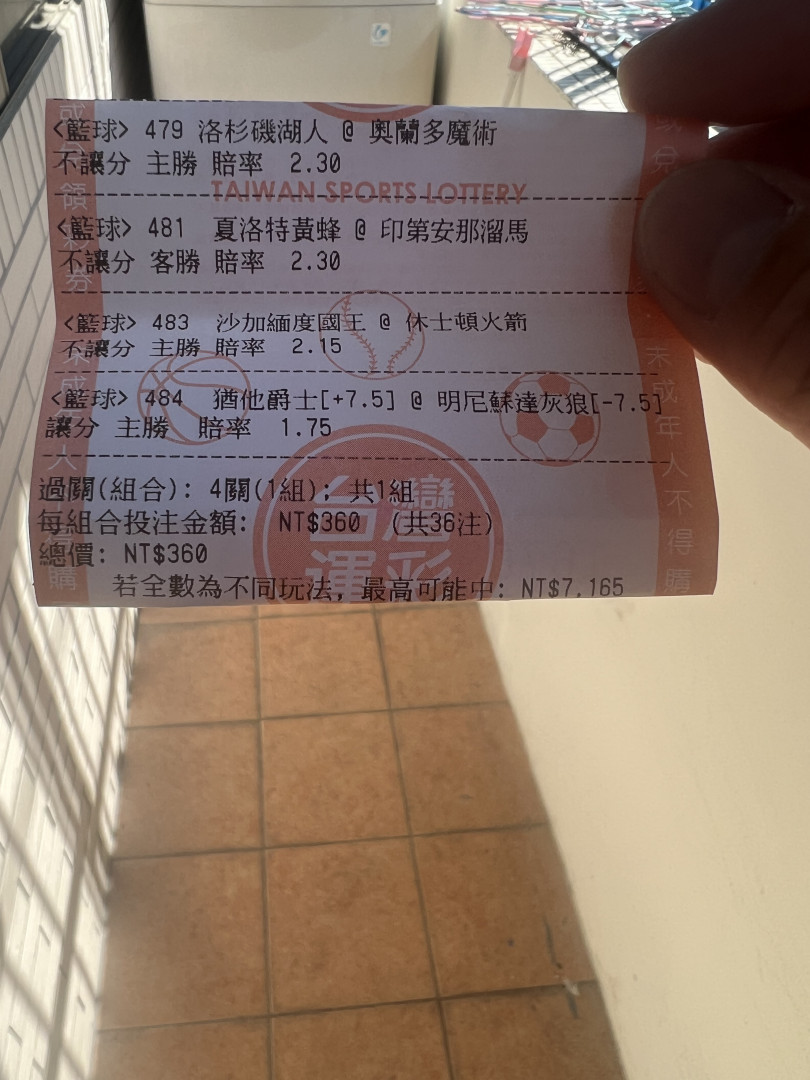 <籃球> 479 洛杉磯湖人 @ 奧蘭多魔術
不讓分 主勝 賠率 2.30
TAIWAN SPORTS LOTTERY
<籃球> 481 夏洛特黃蜂 @ 印第安那溜馬
不讓分 客勝 賠率 2.30
<籃球> 483 沙加緬度國王 @ 休士頓火箭
不讓分 主勝 賠率 2.15
<籃球> 484 猶他爵士[+7.5] @ 明尼蘇達灰狼[-7.5]
讓分 主勝 賠率 1.75
過關(組合): 4關(1組); 共1組
每組合投注金額: NT$360 (共36注)
總價: NT$360
若全數為不同玩法, 最高可能中: NT$7.165
台灣
運彩
未成年人不得購